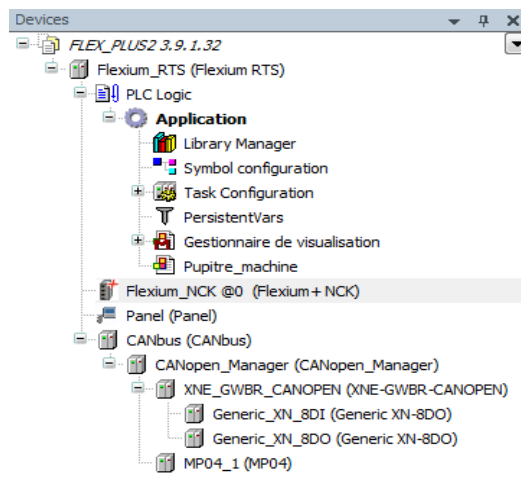 Devices
FLEX_PLUS2 3.9.1.32
Flexium_RTS (Flexium RTS)
PLC Logic
Application
Library Manager
Symbol configuration
Task Configuration
PersistentVars
Gestionnaire de visualisation
Pupitre_machine
Flexium_NCK @0 (Flexium+ NCK)
Panel (Panel)
CANbus (CANbus)
CANopen_Manager (CANopen_Manager)
XNE_GWBR_CANOPEN (XNE-GWBR-CANOPEN)
Generic_XN_8DI (Generic XN-8DO)
Generic_XN_8DO (Generic XN-8DO)
MP04_1 (MP04)